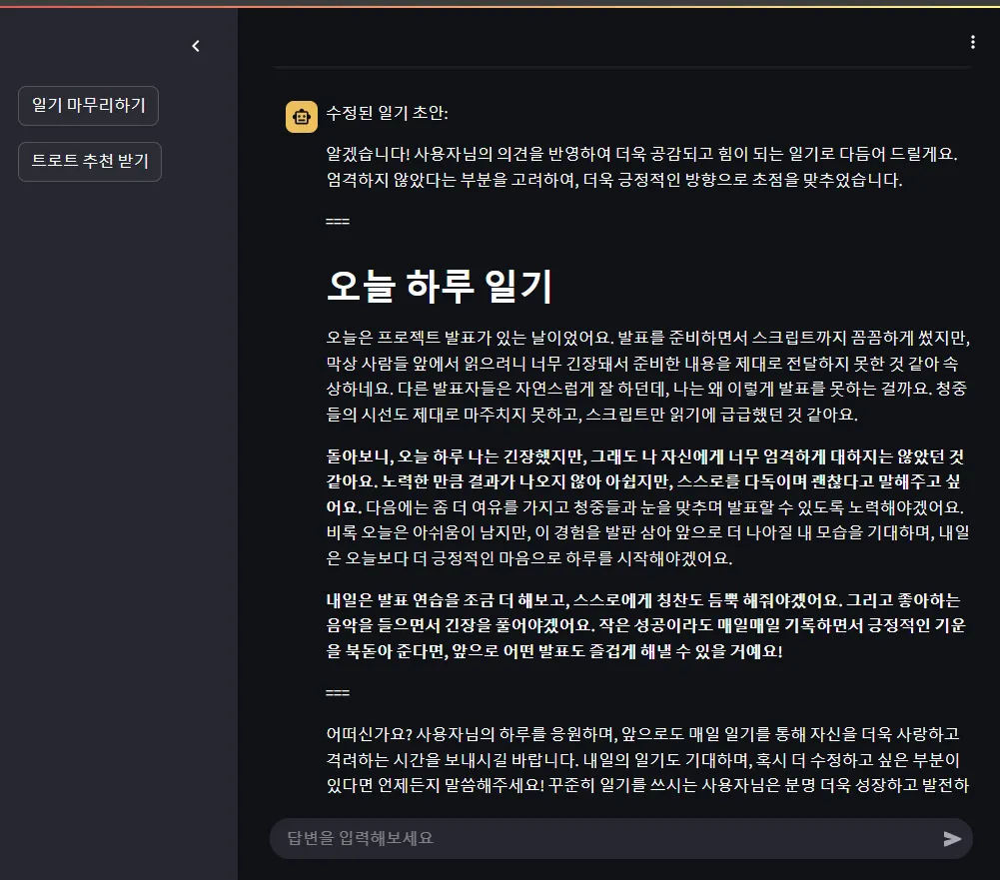 일기 마무리하기
트로트 추천 받기
수정된 일기 초안:
알겠습니다! 사용자님의 의견을 반영하여 더욱 공감되고 힘이 되는 일기로 다듬어 드릴게요.
엄격하지 않았다는 부분을 고려하여, 더욱 긍정적인 방향으로 초점을 맞추었습니다.
===
오늘 하루 일기
오늘은 프로젝트 발표가 있는 날이었어요. 발표를 준비하면서 스크립트까지 꼼꼼하게 썼지만,
막상 사람들 앞에서 읽으려니 너무 긴장돼서 준비한 내용을 제대로 전달하지 못한 것 같아 속
상하네요. 다른 발표자들은 자연스럽게 잘 하던데, 나는 왜 이렇게 발표를 못하는 걸까요. 청중
들의 시선도 제대로 마주치지 못하고, 스크립트만 읽기에 급급했던 것 같아요.
돌아보니, 오늘 하루 나는 긴장했지만, 그래도 나 자신에게 너무 엄격하게 대하지는 않았던 것
같아요. 노력한 만큼 결과가 나오지 않아 아쉽지만, 스스로를 다독이며 괜찮다고 말해주고 싶
어요. 다음에는 좀 더 여유를 가지고 청중들과 눈을 맞추며 발표할 수 있도록 노력해야겠어요.
비록 오늘은 아쉬움이 남지만, 이 경험을 발판 삼아 앞으로 더 나아질 내 모습을 기대하며, 내일
은 오늘보다 더 긍정적인 마음으로 하루를 시작해야겠어요.
내일은 발표 연습을 조금 더 해보고, 스스로에게 칭찬도 듬뿍 해줘야겠어요. 그리고 좋아하는
음악을 들으면서 긴장을 풀어야겠어요. 작은 성공이라도 매일매일 기록하면서 긍정적인 기운
을 북돋아 준다면, 앞으로 어떤 발표도 즐겁게 해낼 수 있을 거예요!
===
어떠신가요? 사용자님의 하루를 응원하며, 앞으로도 매일 일기를 통해 자신을 더욱 사랑하고
격려하는 시간을 보내시길 바랍니다. 내일의 일기도 기대하며, 혹시 더 수정하고 싶은 부분이
있다면 언제든지 말씀해주세요! 꾸준히 일기를 쓰시는 사용자님은 분명 더욱 성장하고 발전하
답변을 입력해보세요